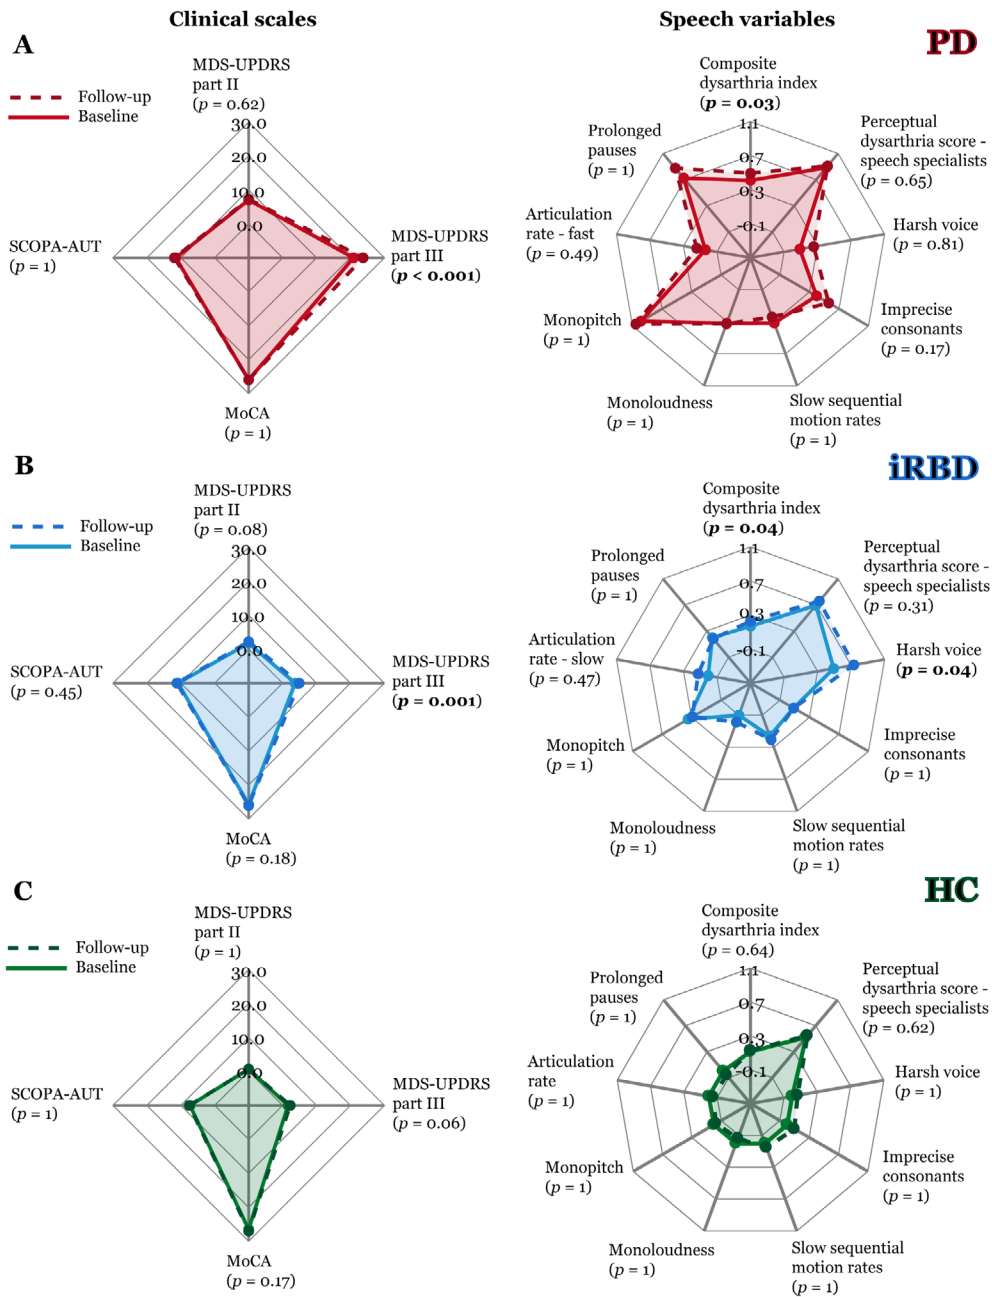 Clinical scales
Speech variables
A
PD
Follow-up
Baseline
MDS-UPDRS
part II
(p = 0.62)
30.0
20.0
10.0
0.0
SCOPA-AUT
(p = 1)
MDS-UPDRS
part III
(p < 0.001)
MoCA
(p = 1)
Composite
dysarthria index
(p = 0.03)
1.1
0.7
0.3
-0.1
Prolonged
pauses
(p = 1)
Perceptual
dysarthria score -
speech specialists
(p = 0.65)
Articulation
rate - fast
(p = 0.49)
Harsh voice
(p = 0.81)
Monopitch
(p = 1)
Imprecise
consonants
(p = 0.17)
Monoloudness
(p = 1)
Slow sequential
motion rates
(p = 1)
B
iRBD
Follow-up
Baseline
MDS-UPDRS
part II
(p = 0.08)
30.0
20.0
10.0
0.0
SCOPA-AUT
(p = 0.45)
MDS-UPDRS
part III
(p = 0.001)
MoCA
(p = 0.18)
Composite
dysarthria index
(p = 0.04)
1.1
0.7
0.3
-0.1
Prolonged
pauses
(p = 1)
Perceptual
dysarthria score -
speech specialists
(p = 0.31)
Articulation
rate - slow
(p = 0.47)
Harsh voice
(p = 0.04)
Monopitch
(p = 1)
Imprecise
consonants
(p = 1)
Monoloudness
(p = 1)
Slow sequential
motion rates
(p = 1)
C
HC
Follow-up
Baseline
MDS-UPDRS
part II
(p = 1)
30.0
20.0
10.0
0.0
SCOPA-AUT
(p = 1)
MDS-UPDRS
part III
(p = 0.06)
MoCA
(p = 0.17)
Composite
dysarthria index
(p = 0.64)
1.1
0.7
0.3
-0.1
Prolonged
pauses
(p = 1)
Perceptual
dysarthria score -
speech specialists
(p = 0.62)
Articulation
rate
(p = 1)
Harsh voice
(p = 1)
Monopitch
(p = 1)
Imprecise
consonants
(p = 1)
Monoloudness
(p = 1)
Slow sequential
motion rates
(p = 1)